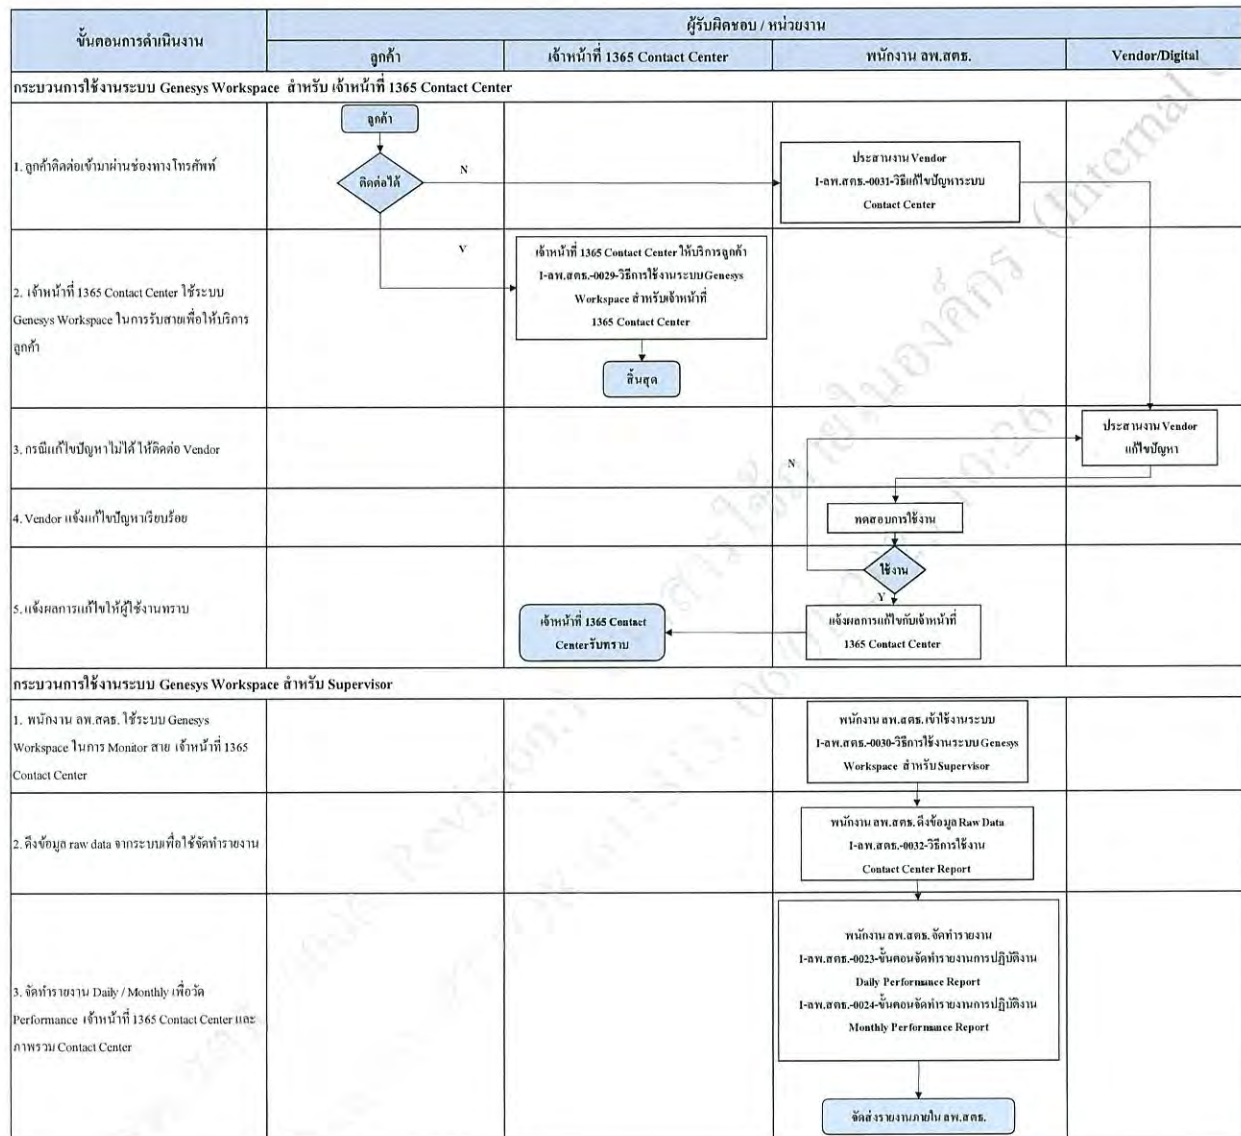 ขั้นตอนการดำเนินงาน
ผู้รับผิดชอบ / หน่วยงาน
ลูกค้า
เจ้าหน้าที่ 1365 Contact Center
พนักงาน ลพ.สตธ.
Vendor/Digital
กระบวนการใช้งานระบบ Genesys Workspace สำหรับ เจ้าหน้าที่ 1365 Contact Center
1. ลูกค้าติดต่อเข้ามาผ่านช่องทางโทรศัพท์
ลูกค้า
ติดต่อได้
N
ประสานงาน Vendor
I-ลพ.สตธ.-0031-วิธีแก้ไขปัญหาระบบ
Contact Center
2. เจ้าหน้าที่ 1365 Contact Center ใช้ระบบ
Genesys Workspace ในการรับสายเพื่อให้บริการ
ลูกค้า
Y
เจ้าหน้าที่ 1365 Contact Center ให้บริการลูกค้า
I-ลพ.สตธ.-0029-วิธีการใช้งานระบบ Genesys
Workspace สำหรับเจ้าหน้าที่
1365 Contact Center
สิ้นสุด
3. กรณีแก้ไขปัญหาไม่ได้ ให้ติดต่อ Vendor
N
ประสานงาน Vendor
แก้ไขปัญหา
4. Vendor แจ้งแก้ไขปัญหาเรียบร้อย
ทดสอบการใช้งาน
5. แจ้งผลการแก้ไขให้ผู้ใช้งานทราบ
ใช้งาน
Y
เจ้าหน้าที่ 1365 Contact
Centerรับทราบ
แจ้งผลการแก้ไขกับเจ้าหน้าที่
1365 Contact Center
กระบวนการใช้งานระบบ Genesys Workspace สำหรับ Supervisor
1. พนักงาน ลพ.สตธ. ใช้ระบบ Genesys
Workspace ในการ Monitor สาย เจ้าหน้าที่ 1365
Contact Center
พนักงาน ลพ.สตธ. เข้าใช้งานระบบ
I-ลพ.สตธ.-0030-วิธีการใช้งานระบบ Genesys
Workspace สำหรับ Supervisor
2. ดึงข้อมูล raw data จากระบบเพื่อใช้จัดทำรายงาน
พนักงาน ลพ.สตธ. ดึงข้อมูล Raw Data
I-ลพ.สตธ.-0032-วิธีการใช้งาน
Contact Center Report
3. จัดทำรายงาน Daily / Monthly เพื่อวัด
Performance เจ้าหน้าที่ 1365 Contact Center และ
ภาพรวม Contact Center
พนักงาน ลพ.สตธ. จัดทำรายงาน
I-ลพ.สตธ.-0023-ขั้นตอนจัดทำรายงานการปฏิบัติงาน
Daily Performance Report
I-ลพ.สตธ.-0024-ขั้นตอนจัดทำรายงานการปฏิบัติงาน
Monthly Performance Report
จัดส่งรายงานภายใน ลพ.สตธ.